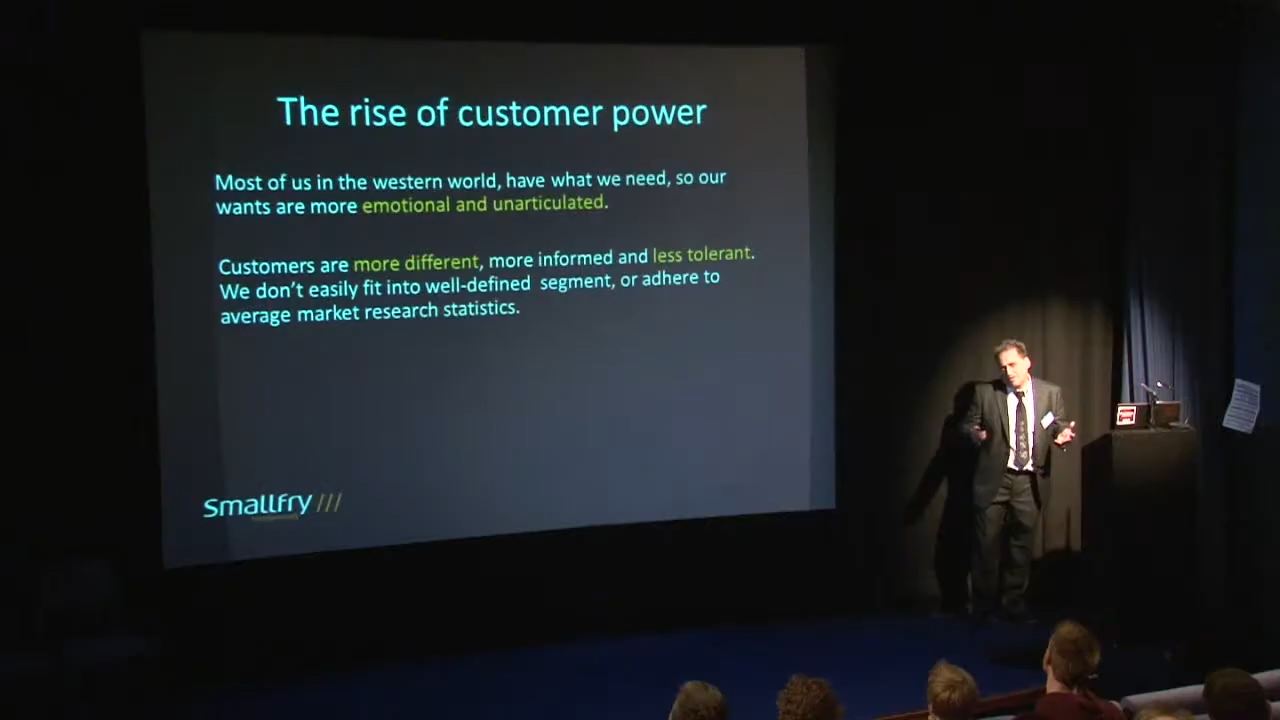 The rise of customer power
Most of us in the western world, have what we need, so our
wants are more emotional and unarticulated.
Customers are more different, more informed and less tolerant.
We don't easily fit into well-defined segment, or adhere to
average market research statistics.
smallfry ///